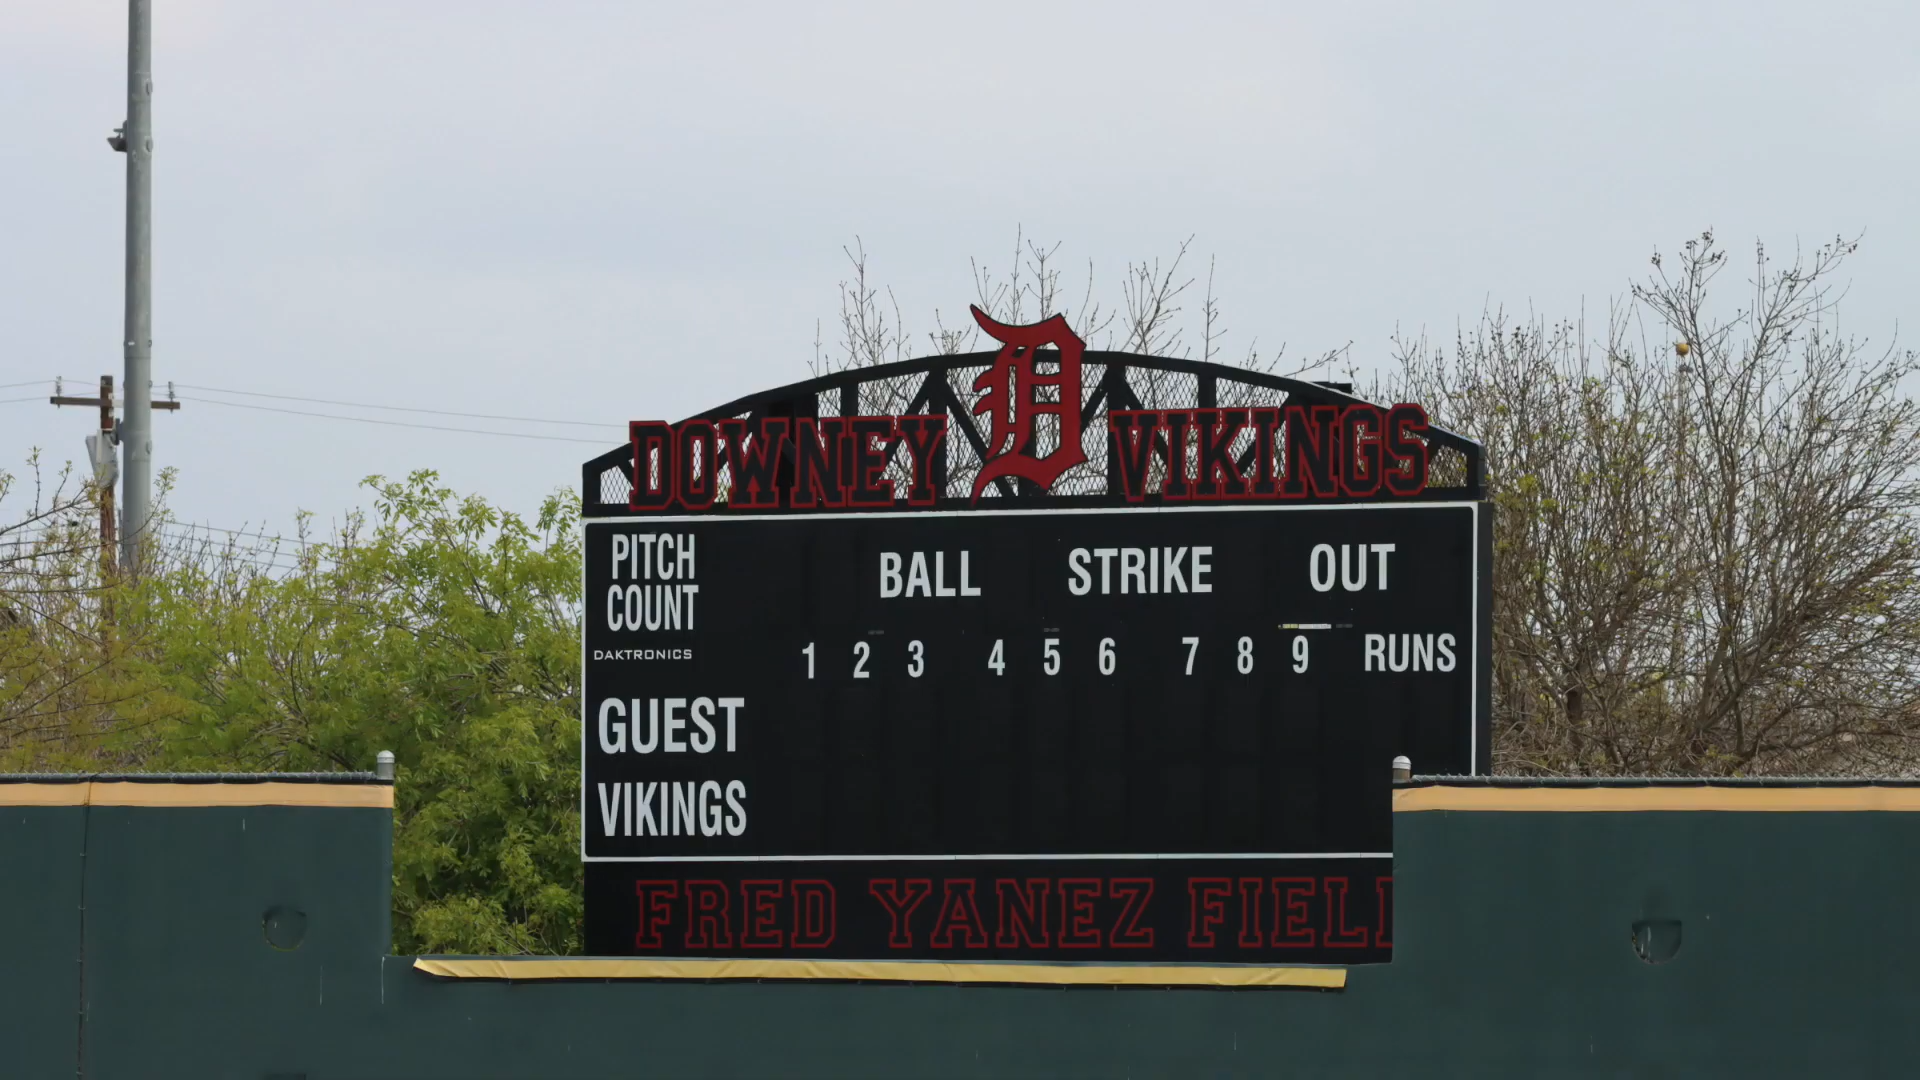 DOWNEY D VIKINGS
PITCH COUNT
BALL STRIKE OUT
DAKTRONICS
1 2 3 4 5 6 7 8 9 RUNS
GUEST
VIKINGS
FRED YANEZ FIEL